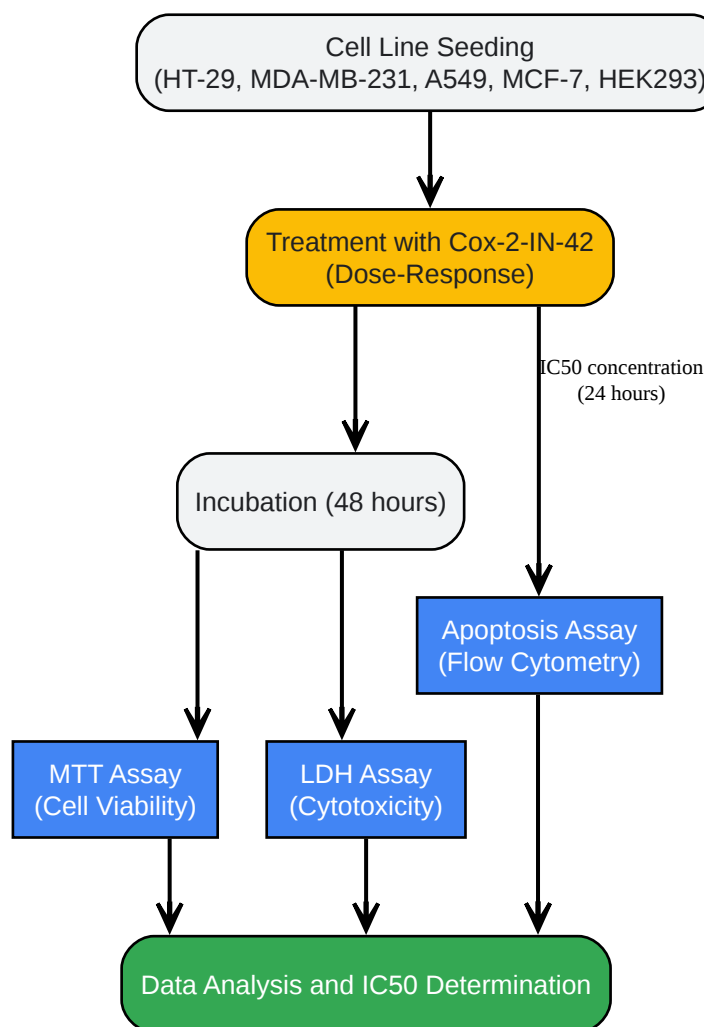 Cell Line Seeding
(HT-29, MDA-MB-231, A549, MCF-7, HEK293)
Treatment with Cox-2-IN-42
(Dose-Response)
IC50 concentration
(24 hours)
Incubation (48 hours)
Apoptosis Assay
(Flow Cytometry)
MTT Assay
(Cell Viability)
LDH Assay
(Cytotoxicity)
Data Analysis and IC50 Determination